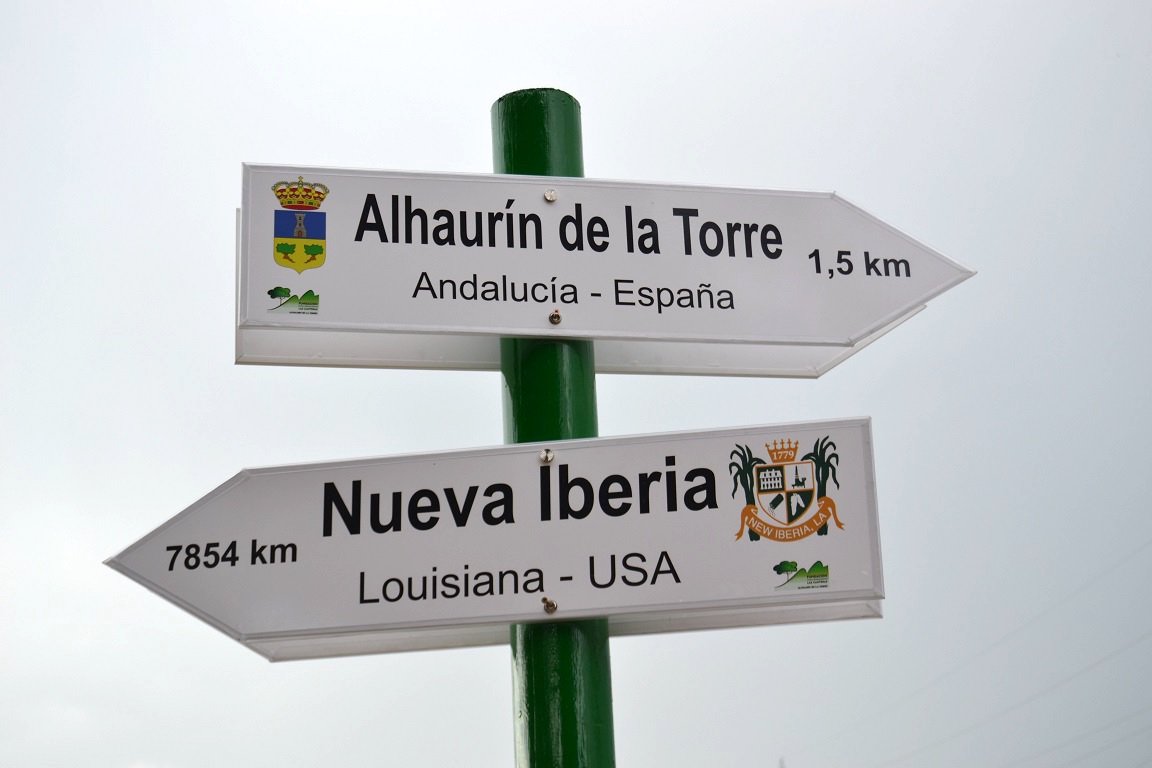 Alhaurín de la Torre
1,5 km
Andalucía - España
Nueva Iberia
7854 km
Louisiana - USA
1779
NEW IBERIA, LA